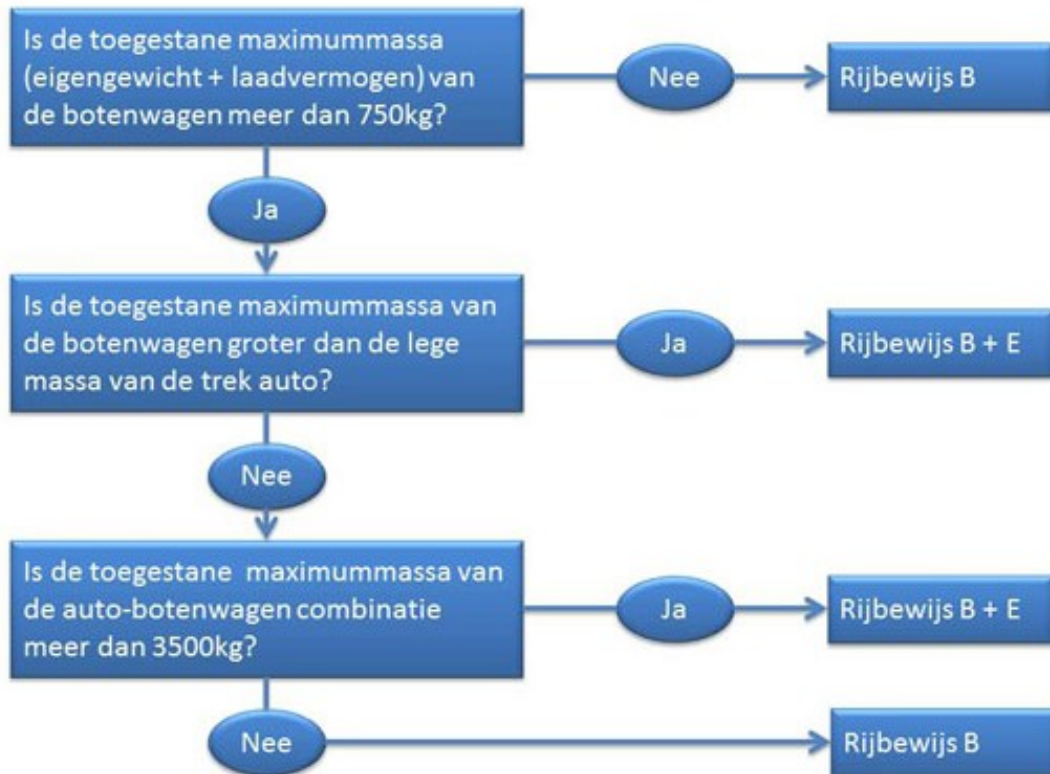 Is de toegestane maximummassa
(eigengewicht + laadvermogen) van
de botenwagen meer dan 750kg?
Nee
Rijbewijs B
Ja
Is de toegestane maximummassa van
de botenwagen groter dan de lege
massa van de trek auto?
Ja
Rijbewijs B + E
Nee
Is de toegestane  maximummassa van
de auto-botenwagen combinatie
meer dan 3500kg?
Ja
Rijbewijs B + E
Nee
Rijbewijs B